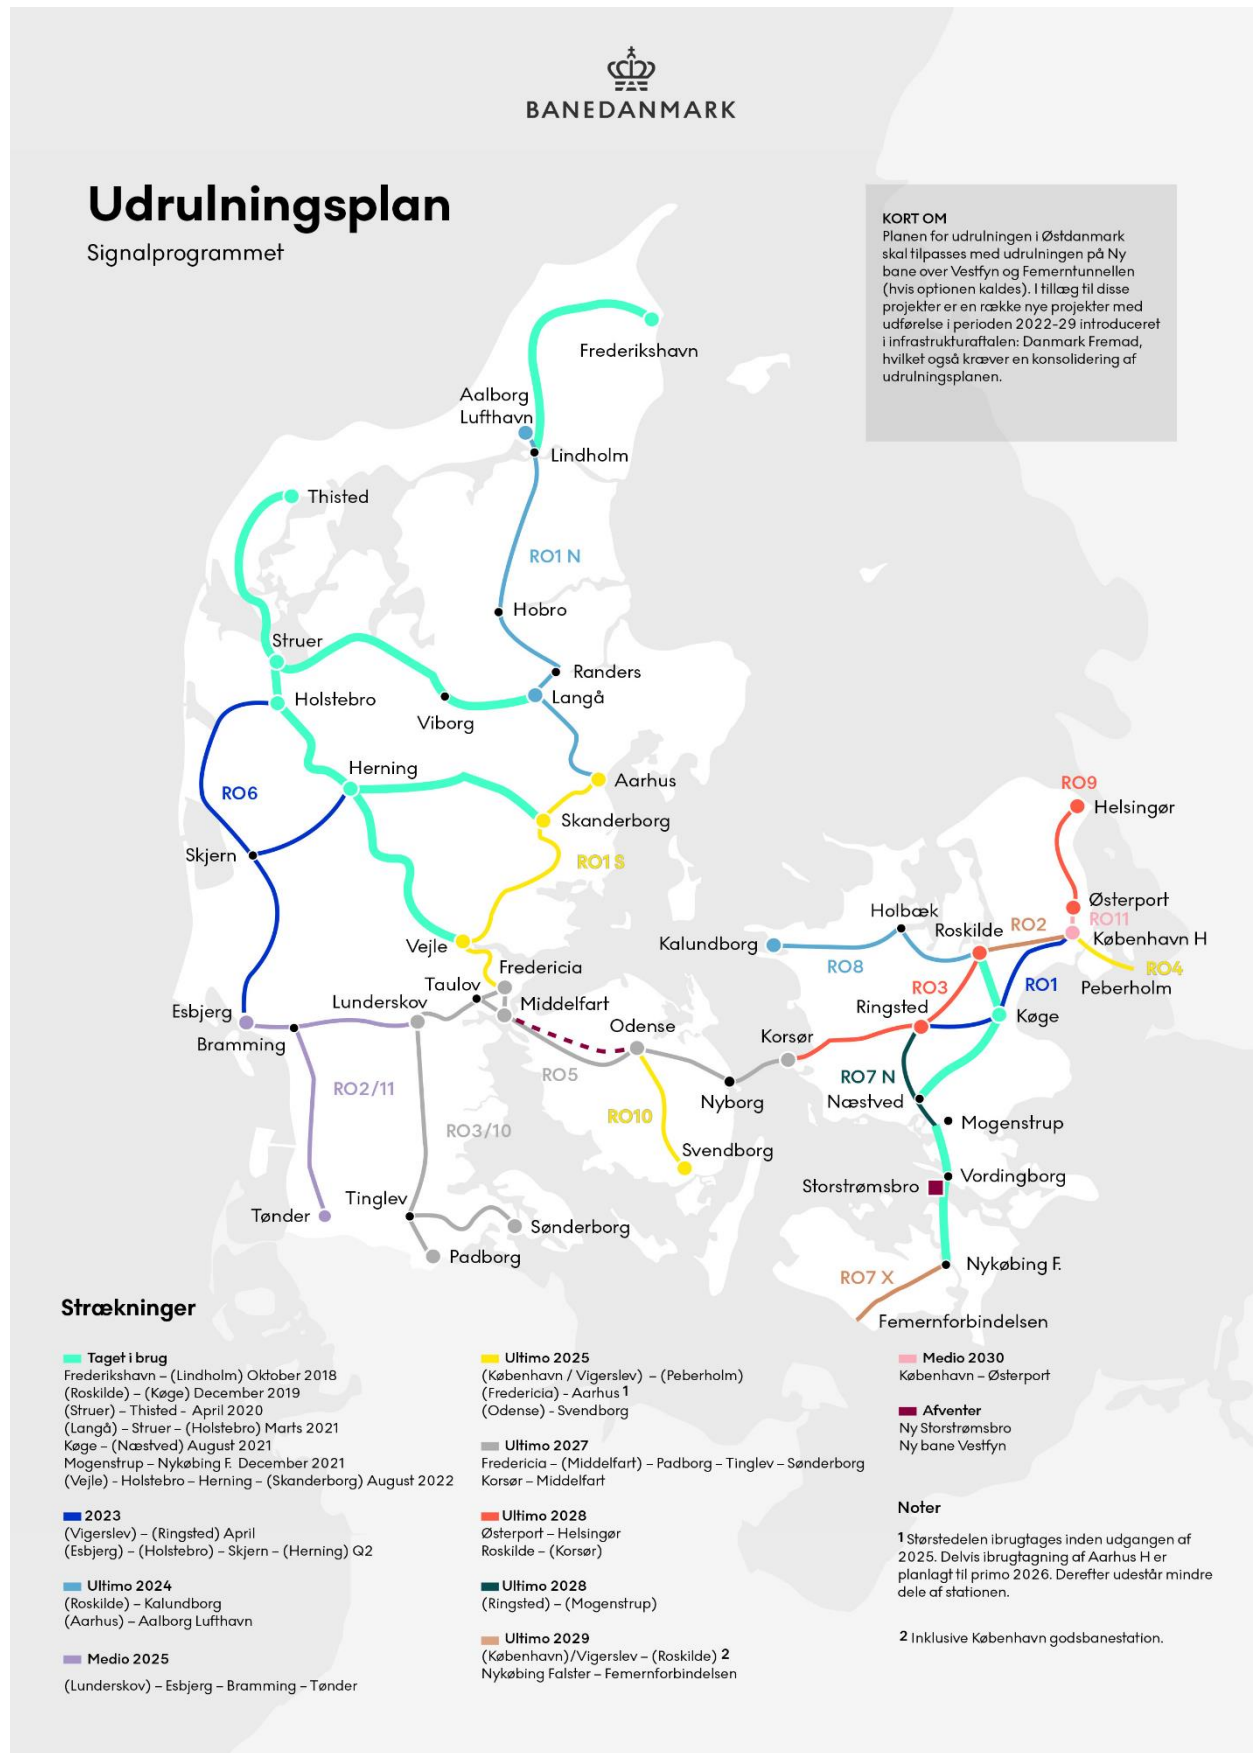 BANEDANMARK
Udrulningsplan
Signalprogrammet
KORT OM
Planen for udrulningen i Østdanmark
skal tilpasses med udrulningen på Ny
bane over Vestfyn og Femerntunnellen
(hvis optionen kaldes). I tillæg til disse
projekter er en række nye projekter med
udførelse i perioden 2022-29 introduceret
i infrastrukturaftalen: Danmark Fremad,
hvilket også kræver en konsolidering af
udrulningsplanen.
Frederikshavn
Aalborg
Lufthavn
Lindholm
Thisted
RO1 N
Hobro
Struer
Randers
Holstebro
Langå
Viborg
Herning
Aarhus
RO9
RO6
Helsingør
Skanderborg
Skjern
RO1 S
Østerport
Holbæk
RO11
Roskilde
RO2
København H
Vejle
Kalundborg
RO8
RO4
Fredericia
Taulov
RO3
RO1
Peberholm
Lunderskov
Middelfart
Ringsted
Køge
Esbjerg
Odense
Korsør
Bramming
RO5
RO7 N
RO2/11
Nyborg
Næstved
RO10
Mogenstrup
RO3/10
Svendborg
Vordingborg
Storstrømsbro
Tinglev
Tønder
Sønderborg
Padborg
Nykøbing F.
RO7 X
Femernforbindelsen
Strækninger
Taget i brug
Frederikshavn – (Lindholm) Oktober 2018
(Roskilde) – (Køge) December 2019
(Struer) – Thisted - April 2020
(Langå) – Struer – (Holstebro) Marts 2021
Køge – (Næstved) August 2021
Mogenstrup – Nykøbing F. December 2021
(Vejle) - Holstebro – Herning – (Skanderborg) August 2022
2023
(Vigerslev) – (Ringsted) April
(Esbjerg) – (Holstebro) – Skjern – (Herning) Q2
Ultimo 2024
(Roskilde) – Kalundborg
(Aarhus) – Aalborg Lufthavn
Medio 2025
(Lunderskov) – Esbjerg – Bramming – Tønder
Ultimo 2025
(København / Vigerslev) – (Peberholm)
(Fredericia) - Aarhus 1
(Odense) - Svendborg
Ultimo 2027
Fredericia – (Middelfart) – Padborg – Tinglev – Sønderborg
Korsør – Middelfart
Ultimo 2028
Østerport – Helsingør
Roskilde – (Korsør)
Ultimo 2028
(Ringsted) – (Mogenstrup)
Ultimo 2029
(København)/Vigerslev – (Roskilde) 2
Nykøbing Falster – Femernforbindelsen
Medio 2030
København – Østerport
Afventer
Ny Storstrømsbro
Ny bane Vestfyn
Noter
1 Størstedelen ibrugtages inden udgangen af
2025. Delvis ibrugtagning af Aarhus H er
planlagt til primo 2026. Derefter udestår mindre
dele af stationen.
2 Inklusive København godsbanestation.